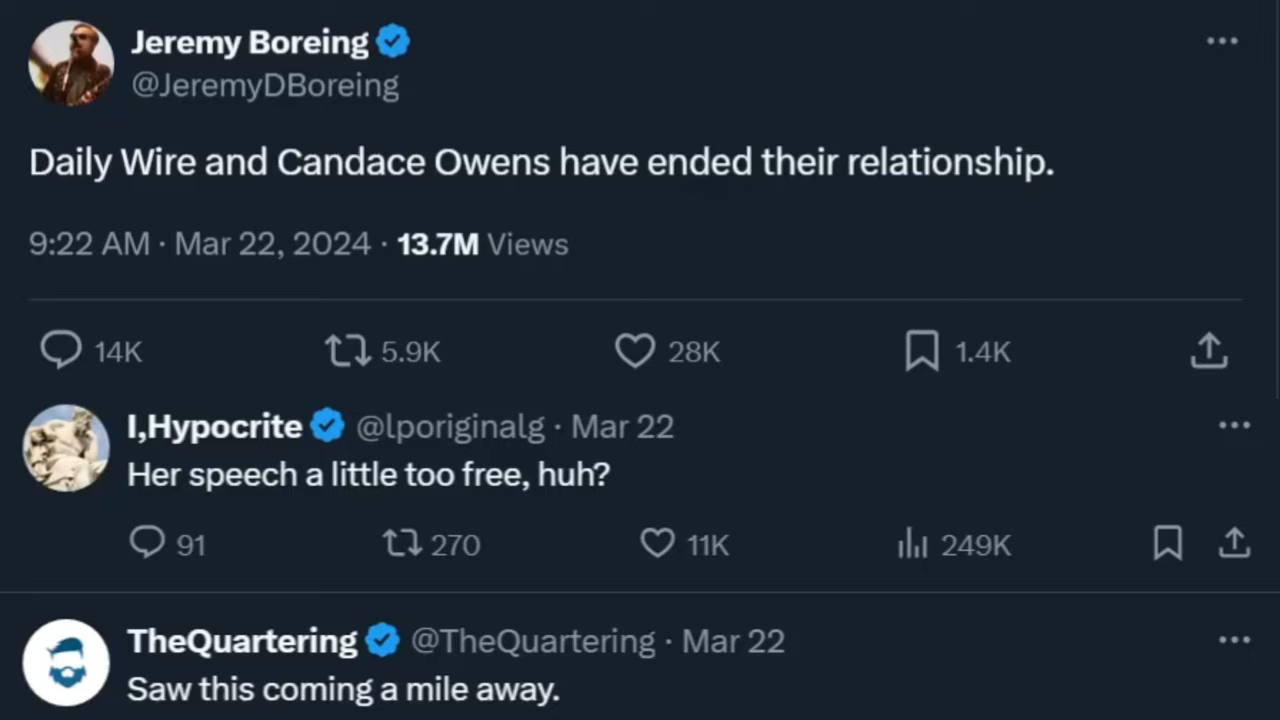 Jeremy Boreing
@JeremyDBoreing
Daily Wire and Candace Owens have ended their relationship.
9:22 AM · Mar 22, 2024 · 13.7M Views
14K 5.9K 28K 1.4K
I,Hypocrite @lporiginalg · Mar 22
Her speech a little too free, huh?
91 270 11K 249K
TheQuartering @TheQuartering · Mar 22
Saw this coming a mile away.